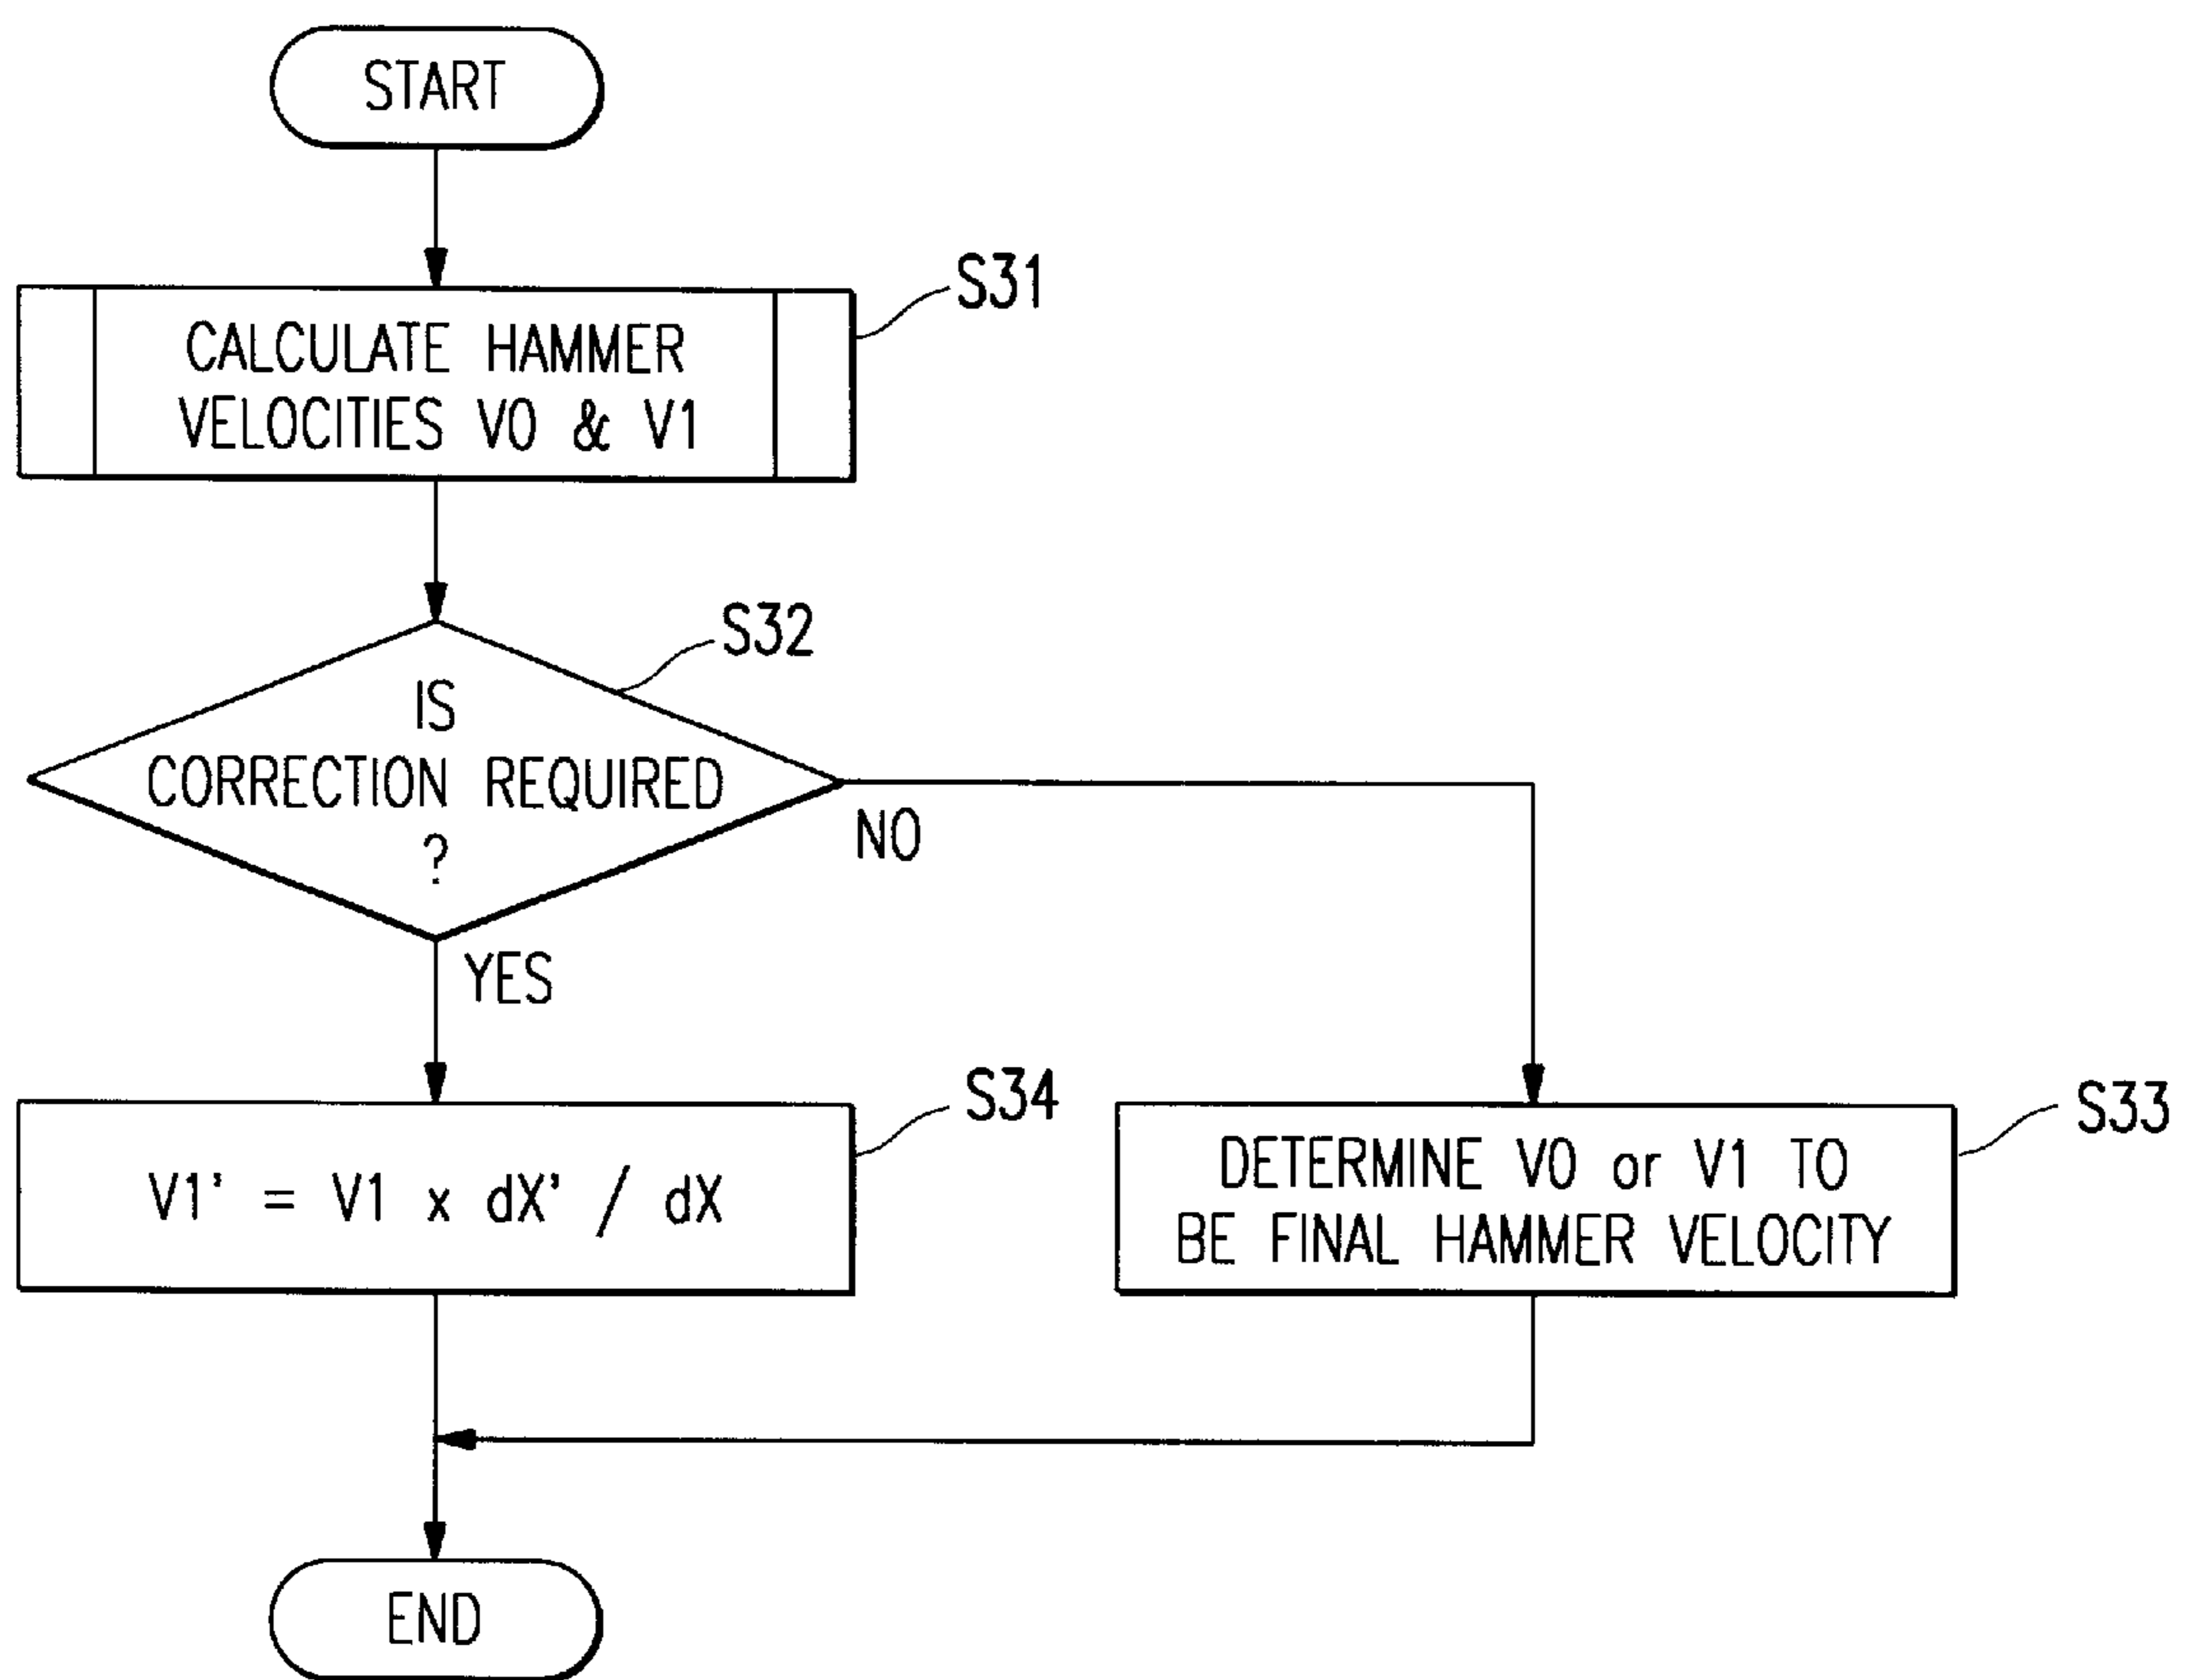 START
S31
CALCULATE HAMMER
VELOCITIES V0 & V1
S32
IS
CORRECTION REQUIRED
?
NO
YES
S34
V1' = V1 x dX' / dX
S33
DETERMINE V0 or V1 TO
BE FINAL HAMMER VELOCITY
END